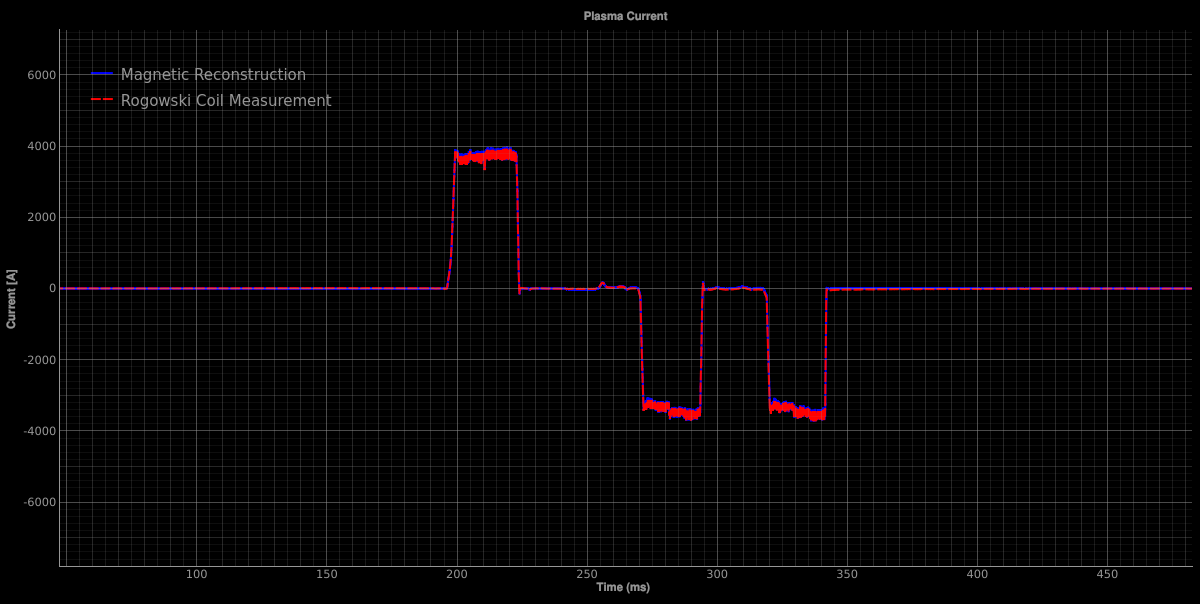 Plasma Current
Magnetic Reconstruction
Rogowski Coil Measurement
6000
4000
2000
0
-2000
-4000
-6000
Current [A]
100 150 200 250 300 350 400 450
Time (ms)